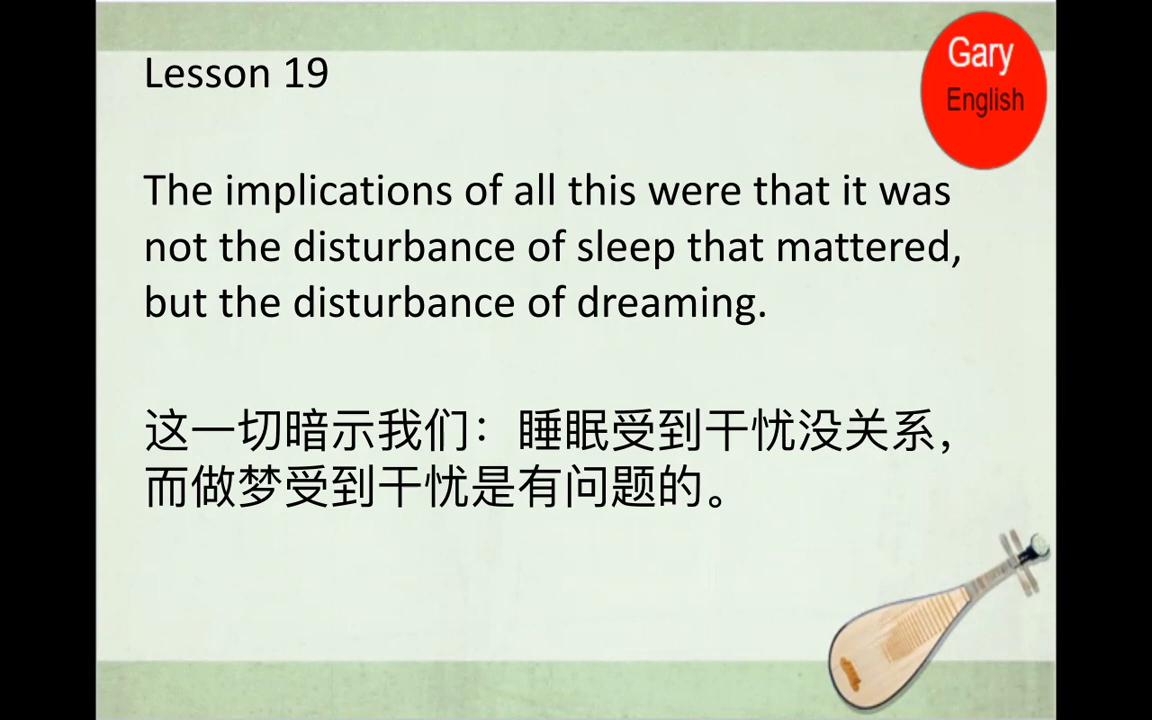 Lesson 19
Gary
English
The implications of all this were that it was
not the disturbance of sleep that mattered,
but the disturbance of dreaming.
这一切暗示我们：睡眠受到干忧没关系，
而做梦受到干忧是有问题的。